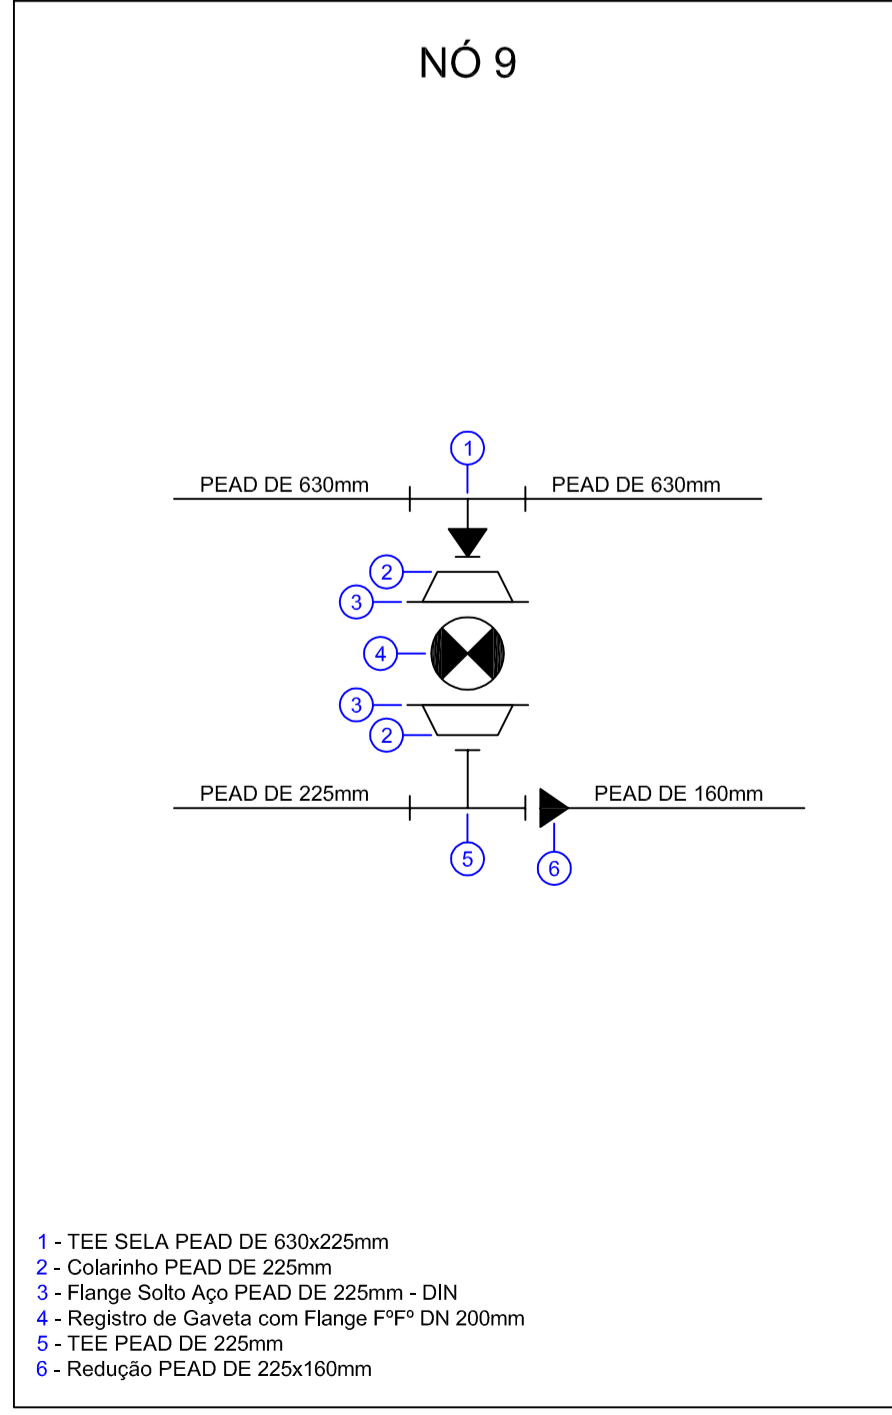 NÓ 9
1
PEAD DE 630mm
PEAD DE 630mm
2
3
4
3
2
PEAD DE 225mm
PEAD DE 160mm
5
6
1 - TEE SELA PEAD DE 630x225mm
2 - Colarinho PEAD DE 225mm
3 - Flange Solto Aço PEAD DE 225mm - DIN
4 - Registro de Gaveta com Flange FºFº DN 200mm
5 - TEE PEAD DE 225mm
6 - Redução PEAD DE 225x160mm